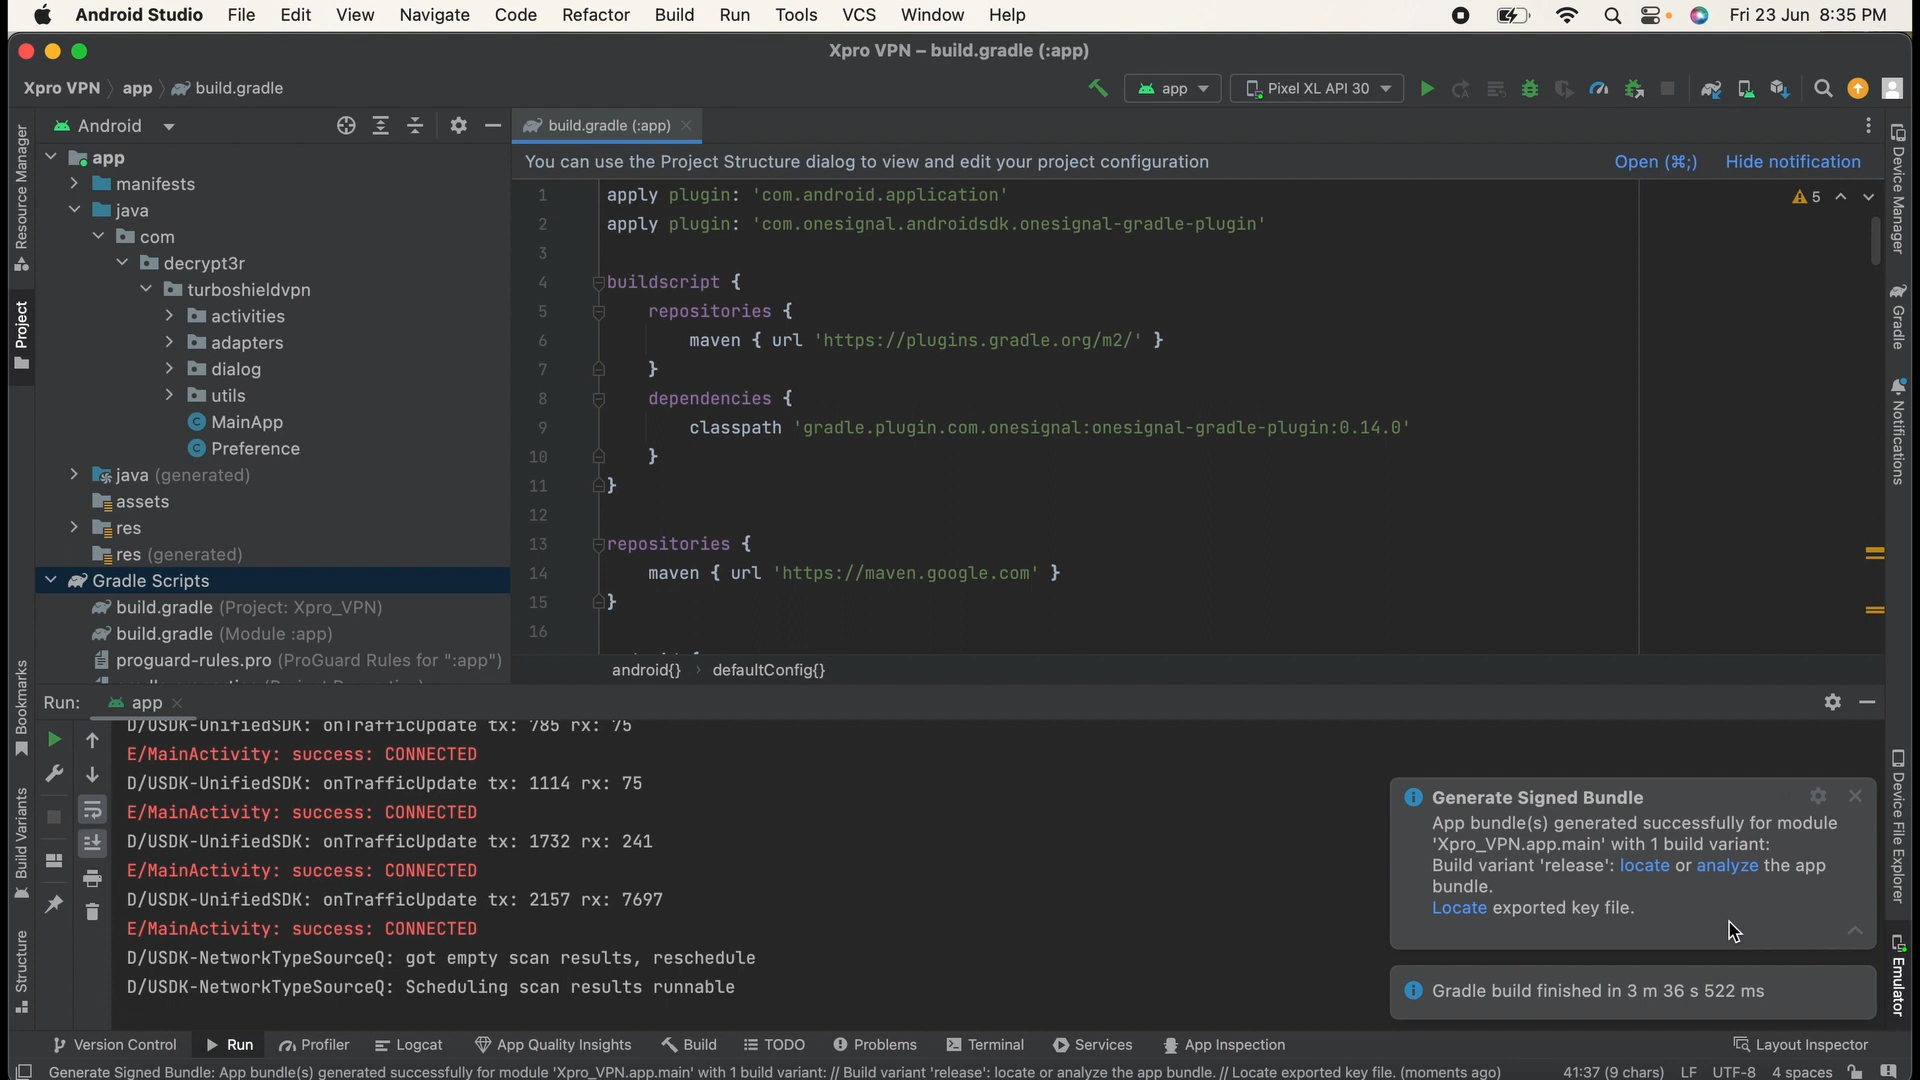 Android Studio File Edit View Navigate Code Refactor Build Run Tools VCS Window Help Fri 23 Jun 8:35 PM
Xpro VPN – build.gradle (:app)
Xpro VPN app build.gradle
app Pixel XL API 30
Android
build.gradle (:app)
You can use the Project Structure dialog to view and edit your project configuration Open (⌘;) Hide notification
Resource Manager
Project
Bookmarks
Build Variants
Structure
app
manifests
java
com
decrypt3r
turboshieldvpn
activities
adapters
dialog
utils
MainApp
Preference
java (generated)
assets
res
res (generated)
Gradle Scripts
build.gradle (Project: Xpro_VPN)
build.gradle (Module :app)
proguard-rules.pro (ProGuard Rules for ":app")
5
1 apply plugin: 'com.android.application'
2 apply plugin: 'com.onesignal.androidsdk.onesignal-gradle-plugin'
3
4 buildscript {
5 repositories {
6 maven { url 'https://plugins.gradle.org/m2/' }
7 }
8 dependencies {
9 classpath 'gradle.plugin.com.onesignal:onesignal-gradle-plugin:0.14.0'
10 }
11 }
12
13 repositories {
14 maven { url 'https://maven.google.com' }
15 }
16
android{} defaultConfig{}
Device Manager
Gradle
Notifications
Device File Explorer
Emulator
Run: app
D/USDK-UnifiedSDK: onTrafficUpdate tx: 785 rx: 75
E/MainActivity: success: CONNECTED
D/USDK-UnifiedSDK: onTrafficUpdate tx: 1114 rx: 75
E/MainActivity: success: CONNECTED
D/USDK-UnifiedSDK: onTrafficUpdate tx: 1732 rx: 241
E/MainActivity: success: CONNECTED
D/USDK-UnifiedSDK: onTrafficUpdate tx: 2157 rx: 7697
E/MainActivity: success: CONNECTED
D/USDK-NetworkTypeSourceQ: got empty scan results, reschedule
D/USDK-NetworkTypeSourceQ: Scheduling scan results runnable
Generate Signed Bundle
App bundle(s) generated successfully for module
'Xpro_VPN.app.main' with 1 build variant:
Build variant 'release': locate or analyze the app
bundle.
Locate exported key file.
Gradle build finished in 3 m 36 s 522 ms
Version Control Run Profiler Logcat App Quality Insights Build TODO Problems Terminal Services App Inspection Layout Inspector
Generate Signed Bundle: App bundle(s) generated successfully for module 'Xpro_VPN.app.main' with 1 build variant: // Build variant 'release': locate or analyze the app bundle. // Locate exported key file. (moments ago) 41:37 (9 chars) LF UTF-8 4 spaces